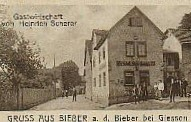 Gastwirtschaft
von Heinrich Scherer
GRUSS AUS BIEBER a. d. Bieber bei Giessen